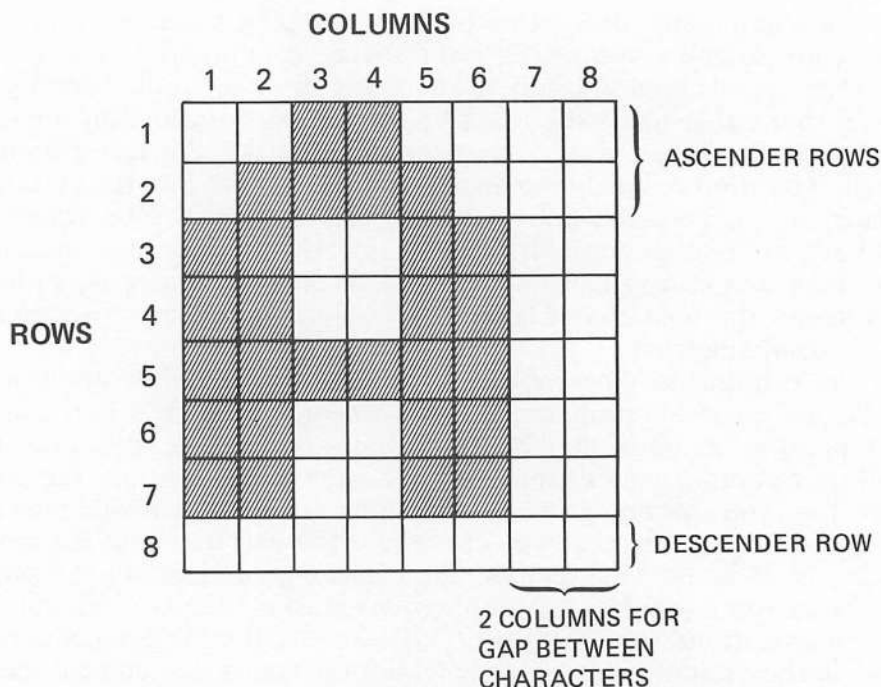 COLUMNS
1 2 3 4 5 6 7 8
1
ASCENDER ROWS
2
3
4
ROWS
5
6
7
8
DESCENDER ROW
2 COLUMNS FOR
GAP BETWEEN
CHARACTERS